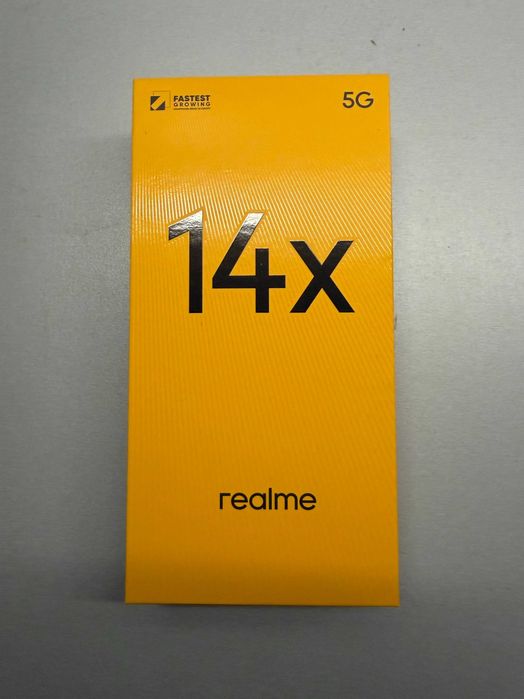 FASTEST
GROWING
5G
14x
realme